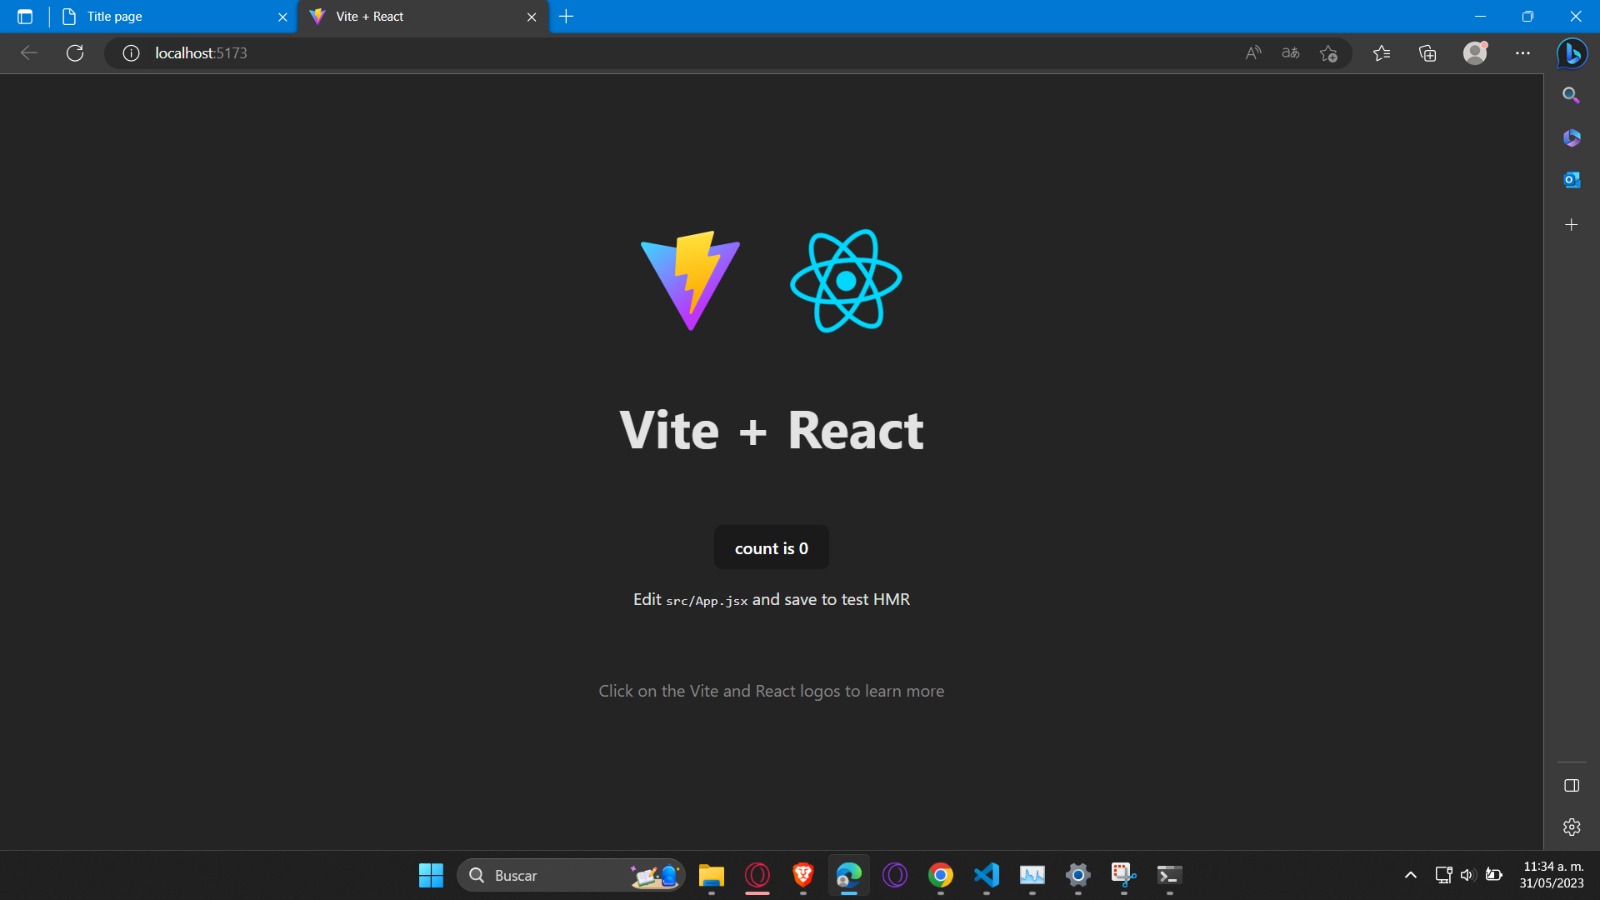 Title page
Vite + React
localhost:5173
Vite + React
count is 0
Edit src/App.jsx and save to test HMR
Click on the Vite and React logos to learn more
Buscar
11:34 a. m.
31/05/2023